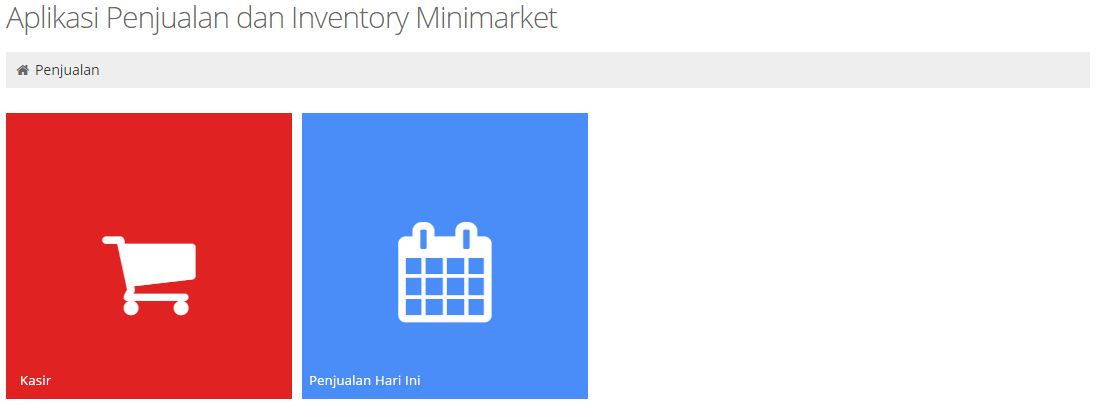 Aplikasi Penjualan dan Inventory Minimarket
Penjualan
Kasir
Penjualan Hari Ini